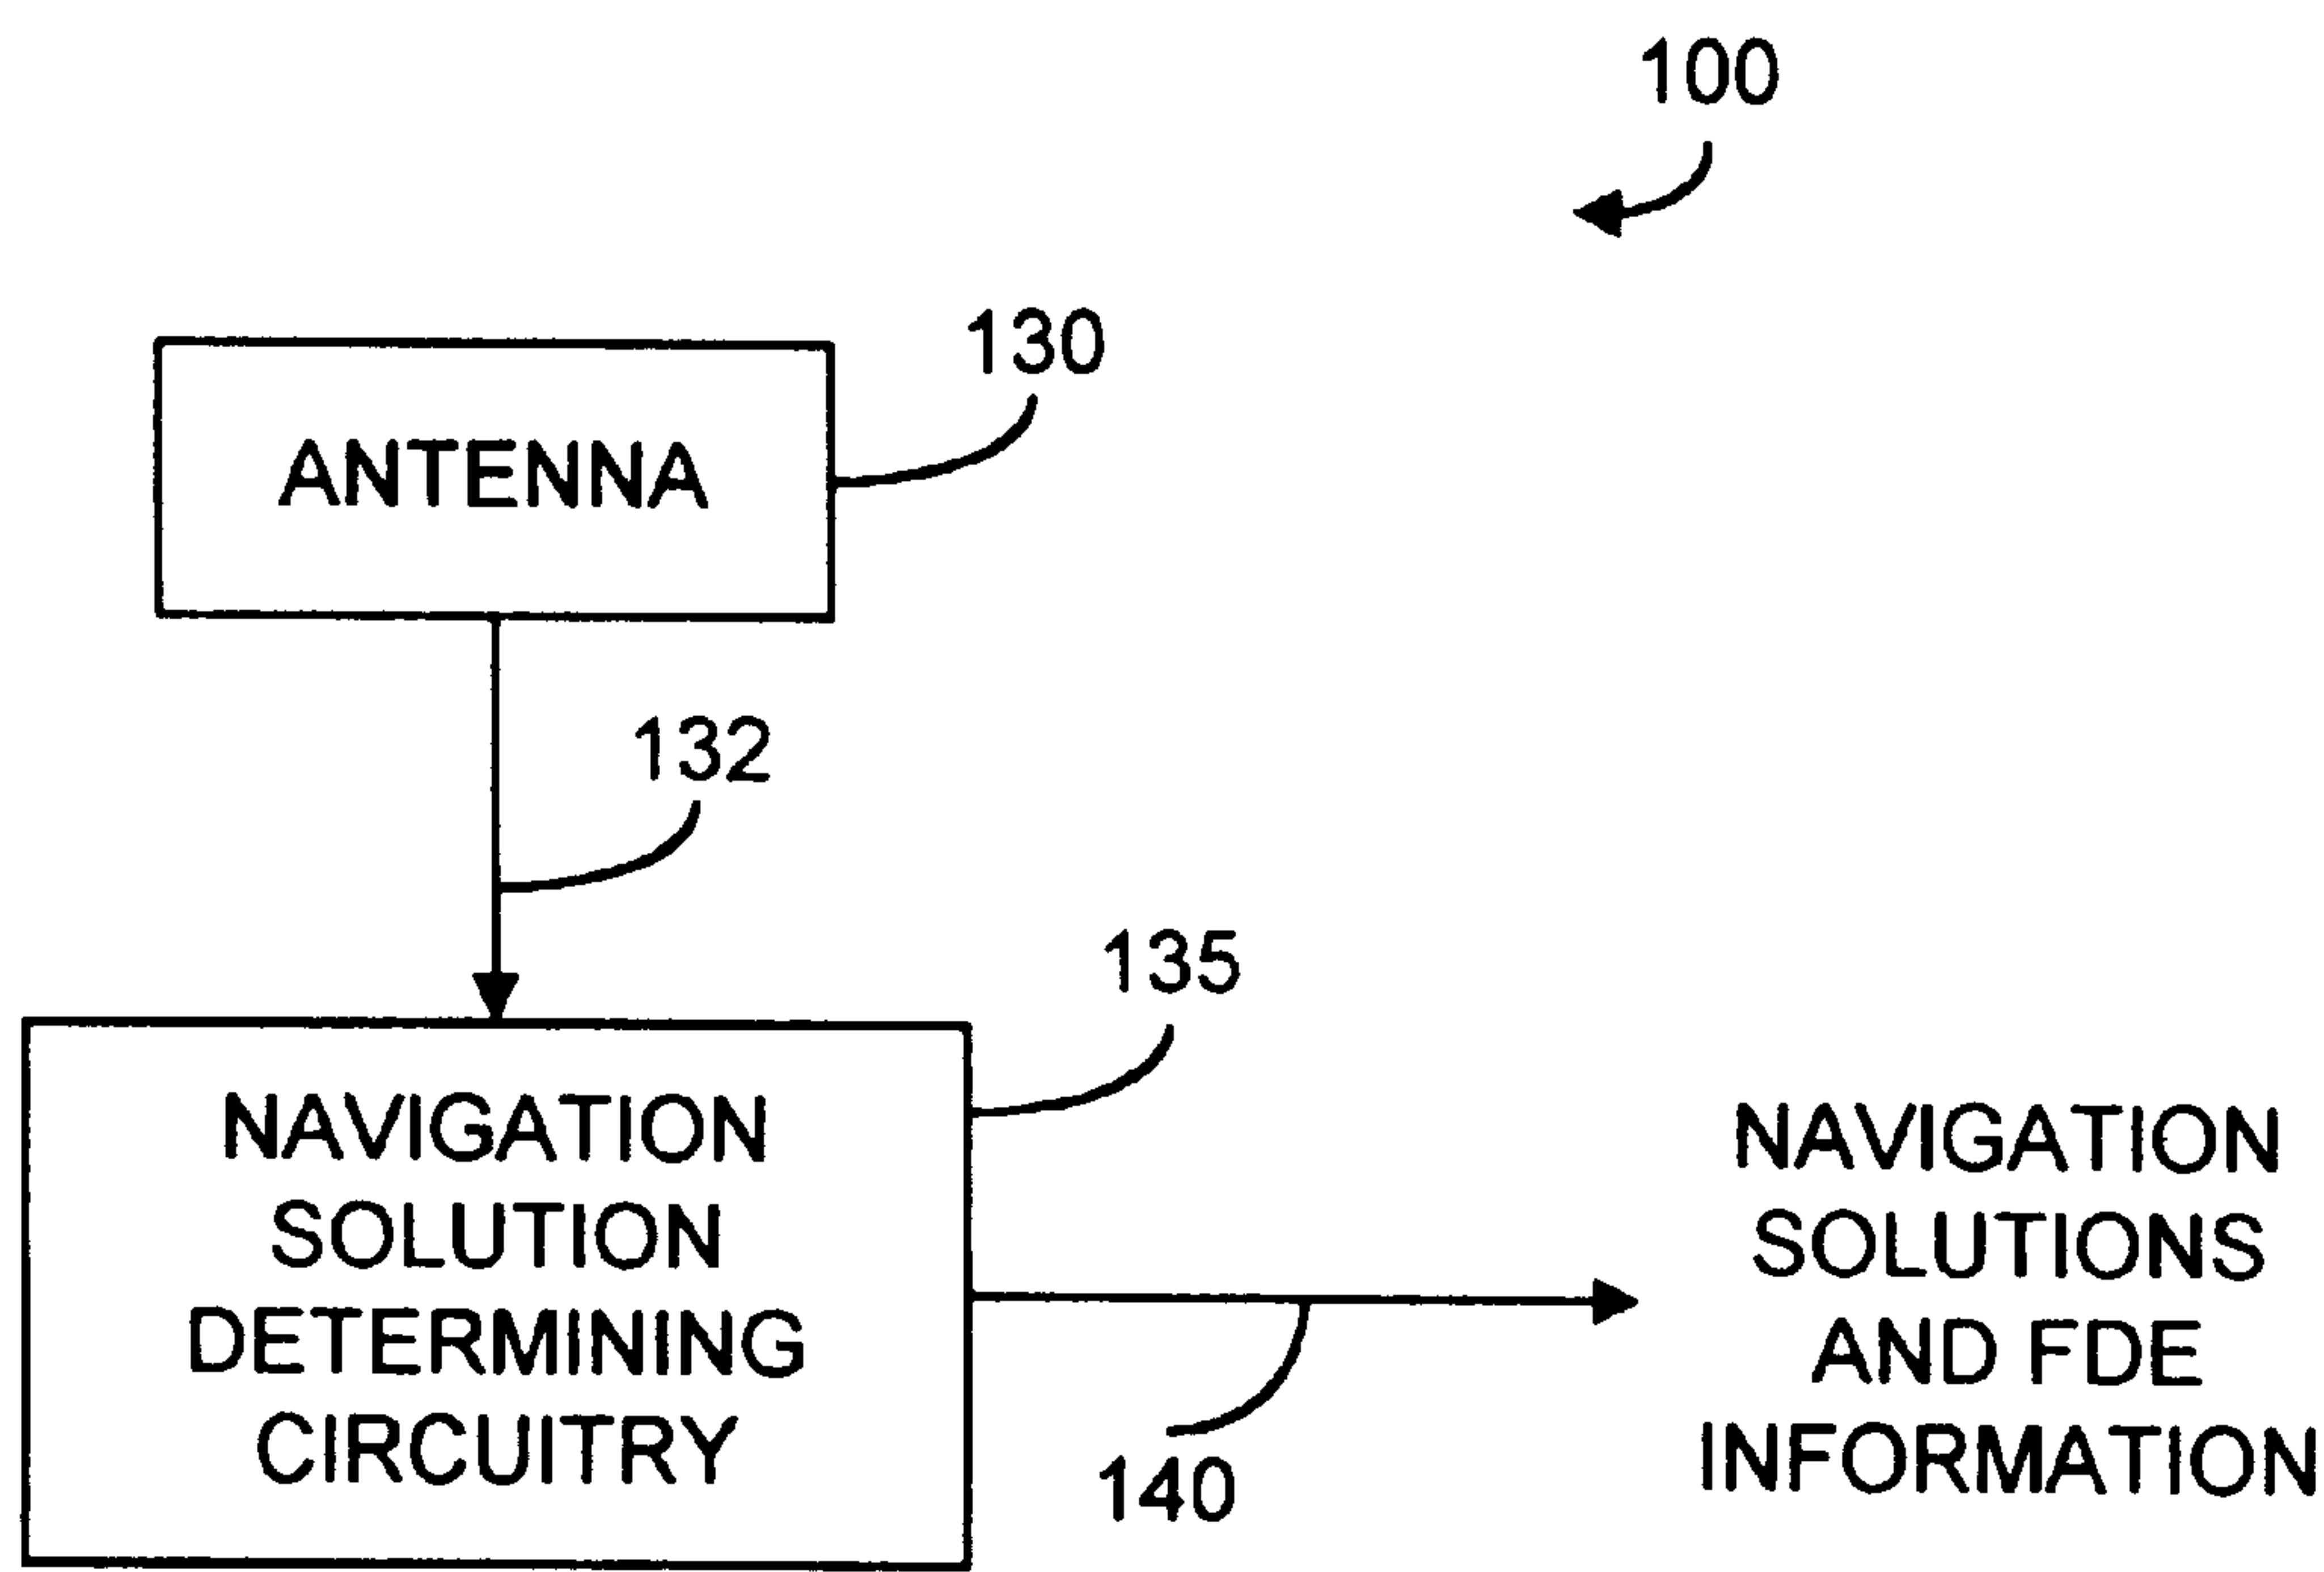 100
130
ANTENNA
132
135
NAVIGATION
SOLUTION
DETERMINING
CIRCUITRY
NAVIGATION
SOLUTIONS
AND FDE
INFORMATION
140